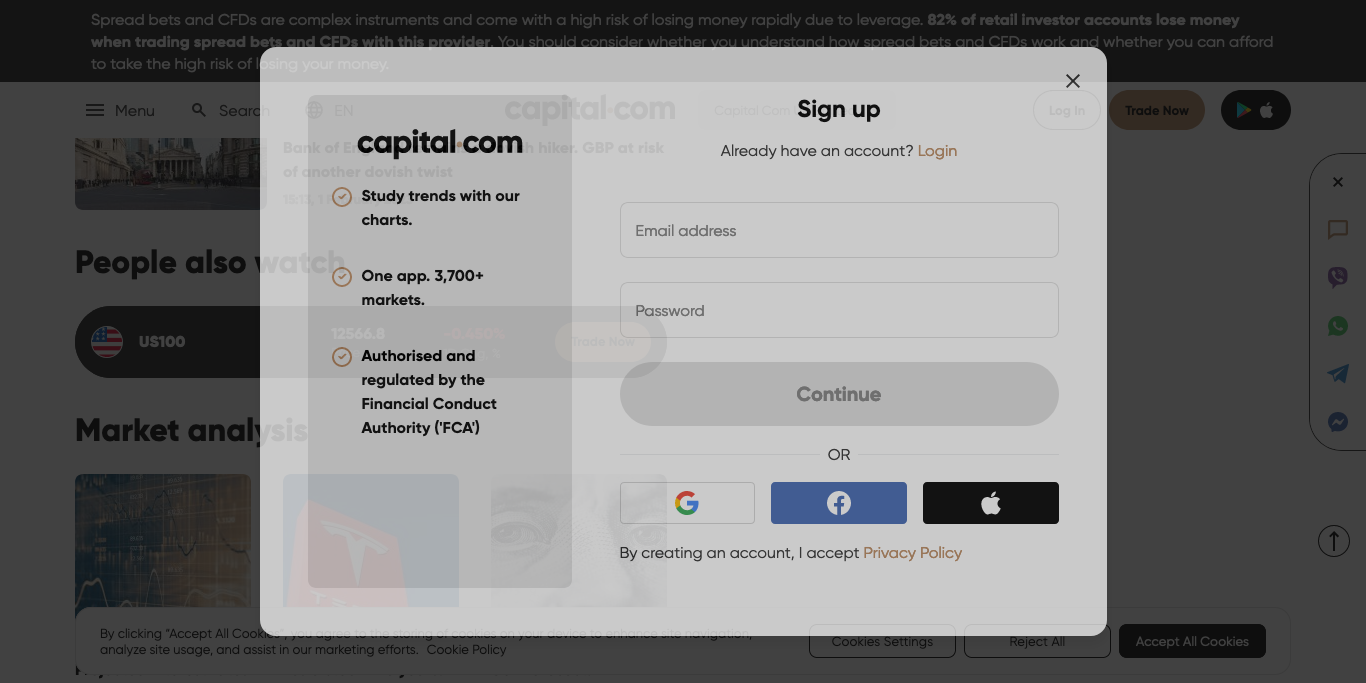 Spread bets and CFDs are complex instruments and come with a high risk of losing money rapidly due to leverage. 82% of retail investor accounts lose money
when trading spread bets and CFDs with this provider. You should consider whether you understand how spread bets and CFDs work and whether you can afford
to take the high risk of losing your money.
Menu
Search
EN
capital.com
Capital Com
Log In
Trade Now
Sign up
Already have an account? Login
capital.com
Study trends with our
charts.
One app. 3,700+
markets.
Authorised and
regulated by the
Financial Conduct
Authority ('FCA')
Email address
Password
Continue
OR
By creating an account, I accept Privacy Policy
Bank of hiker, GBP at risk
of another dovish twist
People also watch
US100
12566.8
Trade Now
Market analysis
By clicking “Accept All Cookies”, you agree to the storing of cookies on your device to enhance site navigation,
analyze site usage, and assist in our marketing efforts. Cookie Policy
Cookies Settings
Reject All
Accept All Cookies